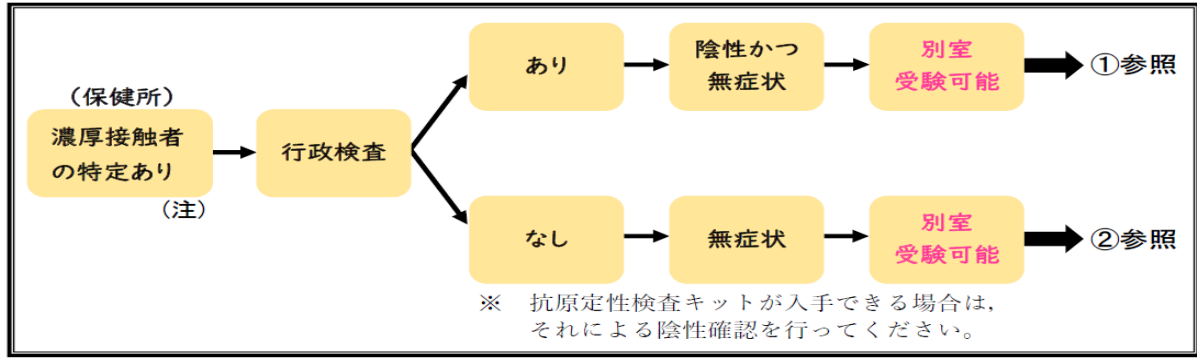 (保健所)
濃厚接触者
の特定あり
(注)
行政検査
あり
陰性かつ
無症状
別室
受験可能
①参照
なし
無症状
別室
受験可能
②参照
※ 抗原定性検査キットが入手できる場合は,
それによる陰性確認を行ってください。